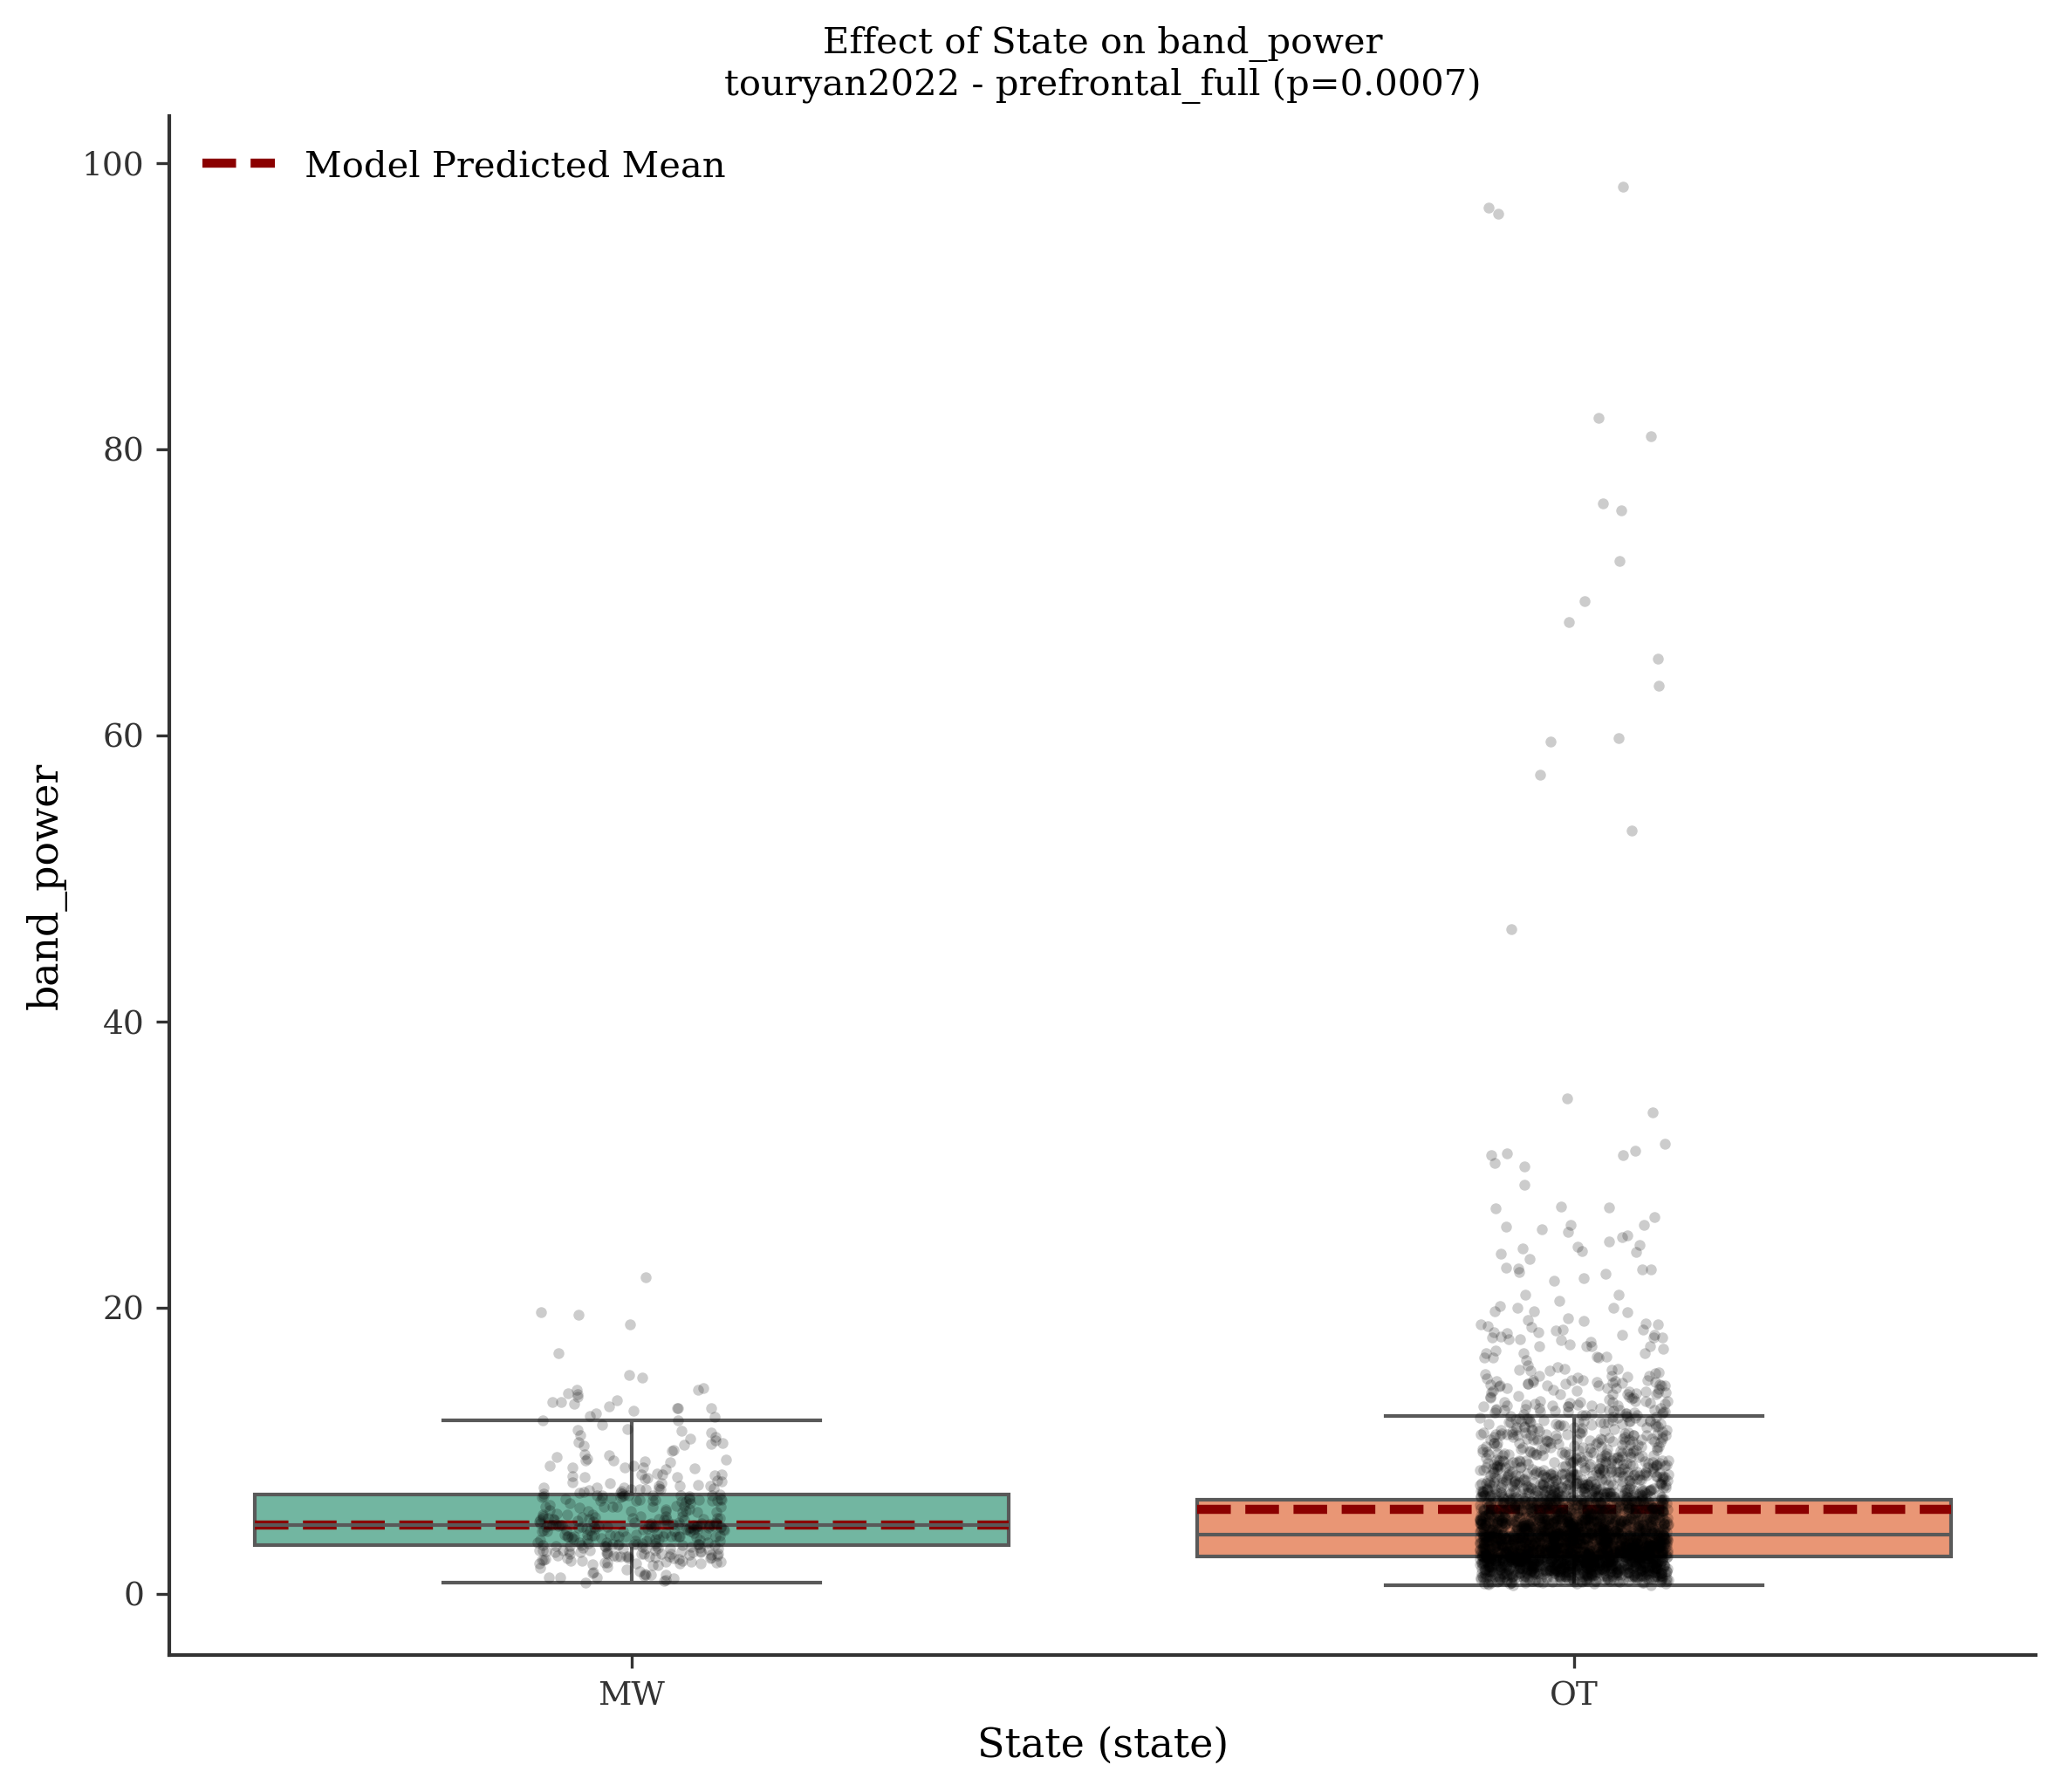 Effect of State on band_power
touryan2022 - prefrontal_full (p=0.0007)
Model Predicted Mean
100
80
60
40
20
0
band_power
MW
OT
State (state)